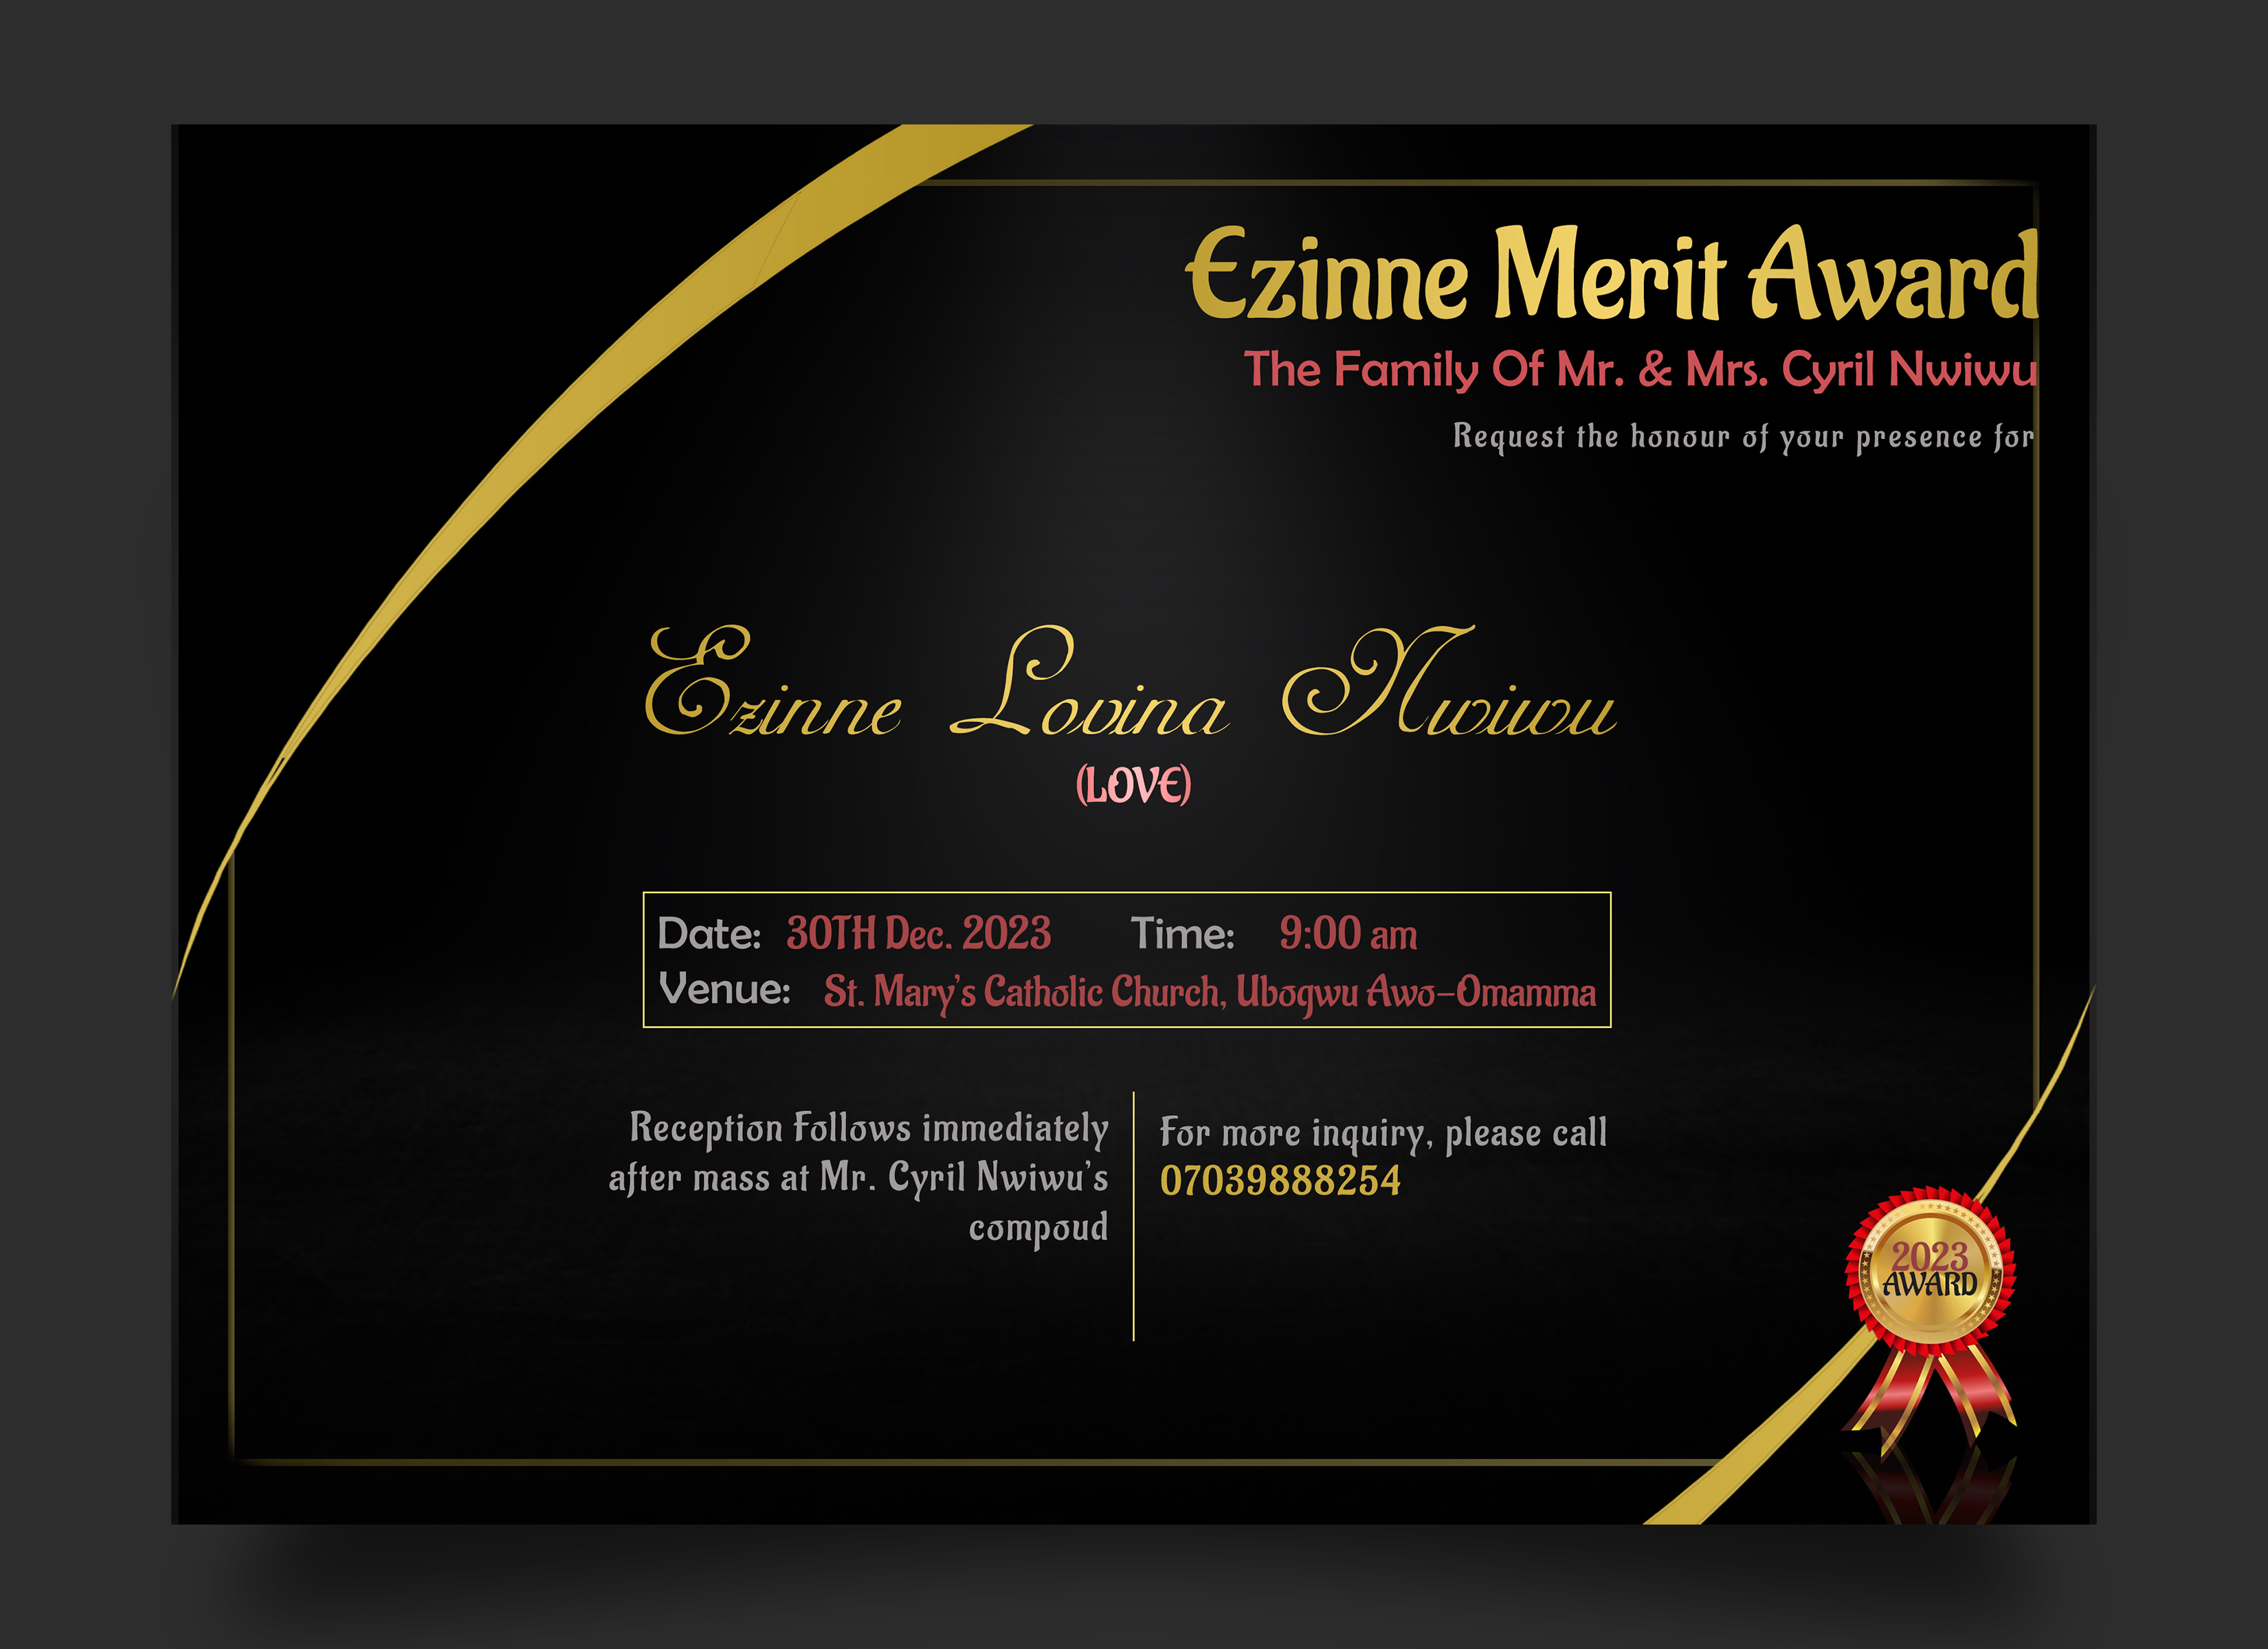 Ezinne Merit Award
The Family Of Mr. & Mrs. Cyril Nwiwu
Request the honour of your presence for
Ezinne Lovina Nwiwu
(LOVE)
Date: 30TH Dec. 2023 Time: 9:00 am
Venue: St. Mary's Catholic Church, Ubogwu Awo-Omamma
Reception Follows immediately
after mass at Mr. Cyril Nwiwu's
compoud
For more inquiry, please call
07039888254
2023
AWARD